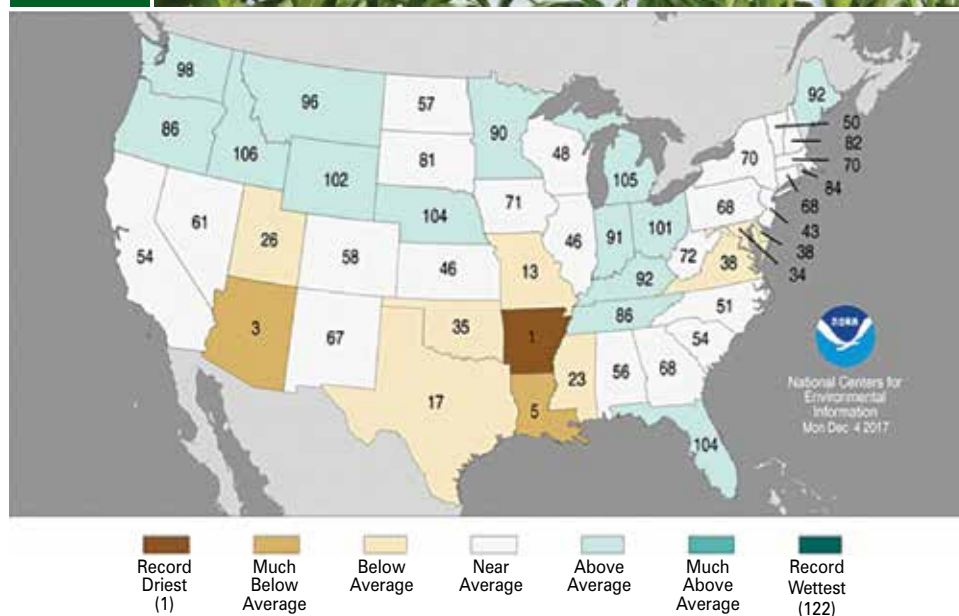 98
96
57
92
86
90
50
106
81
48
82
102
105
70
70
104
71
84
68
61
46
91
101
68
26
58
54
46
13
92
72
38
43
38
34
3
67
35
1
86
51
54
17
5
23
56
68
104
NOAA
National Centers for
Environmental
Information
Mon Dec 4 2017
Record
Driest
(1)
Much
Below
Average
Below
Average
Near
Average
Above
Average
Much
Above
Average
Record
Wettest
(122)